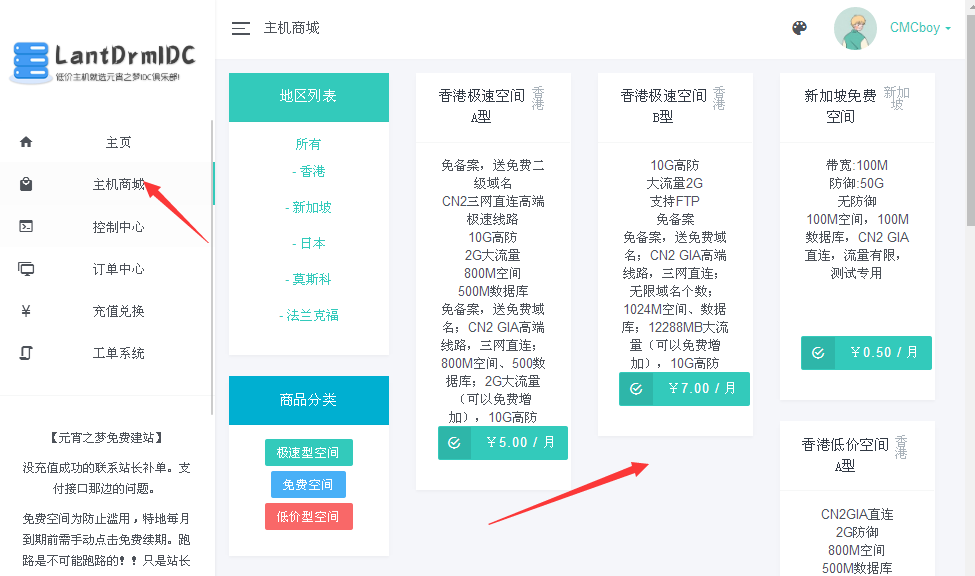 LantDrmIDC
低价主机就选元宵之梦IDC俱乐部!
主页
主机商城
控制中心
订单中心
¥ 充值兑换
工单系统
【元宵之梦免费建站】
没充值成功的联系站长补单。支
付接口那边的问题。
免费空间为防止滥用，特地每月
到期前需手动点击免费续期。跑
路是不可能跑路的！！只是站长
主机商城
CMCboy
地区列表
所有
- 香港
- 新加坡
- 日本
- 莫斯科
- 法兰克福
商品分类
极速型空间
免费空间
低价型空间
香港极速空间 香港
A型
免备案，送免费二
级域名
CN2三网直连高端
极速线路
10G高防
2G大流量
800M空间
500M数据库
免备案，送免费域
名；CN2 GIA高端
线路，三网直连；
800M空间、500数
据库；2G大流量
（可以免费增
加），10G高防
¥5.00 / 月
香港极速空间 香港
B型
10G高防
大流量2G
支持FTP
免备案
免备案，送免费域
名；CN2 GIA高端
线路，三网直连；
无限域名个数；
1024M空间、数据
库；12288MB大流
量（可以免费增
加），10G高防
¥7.00 / 月
新加坡免费 新加坡
空间
带宽:100M
防御:50G
无防御
100M空间，100M
数据库，CN2 GIA
直连，流量有限，
测试专用
¥0.50 / 月
香港低价空间 香港
A型
CN2GIA直连
2G防御
800M空间
500M数据库